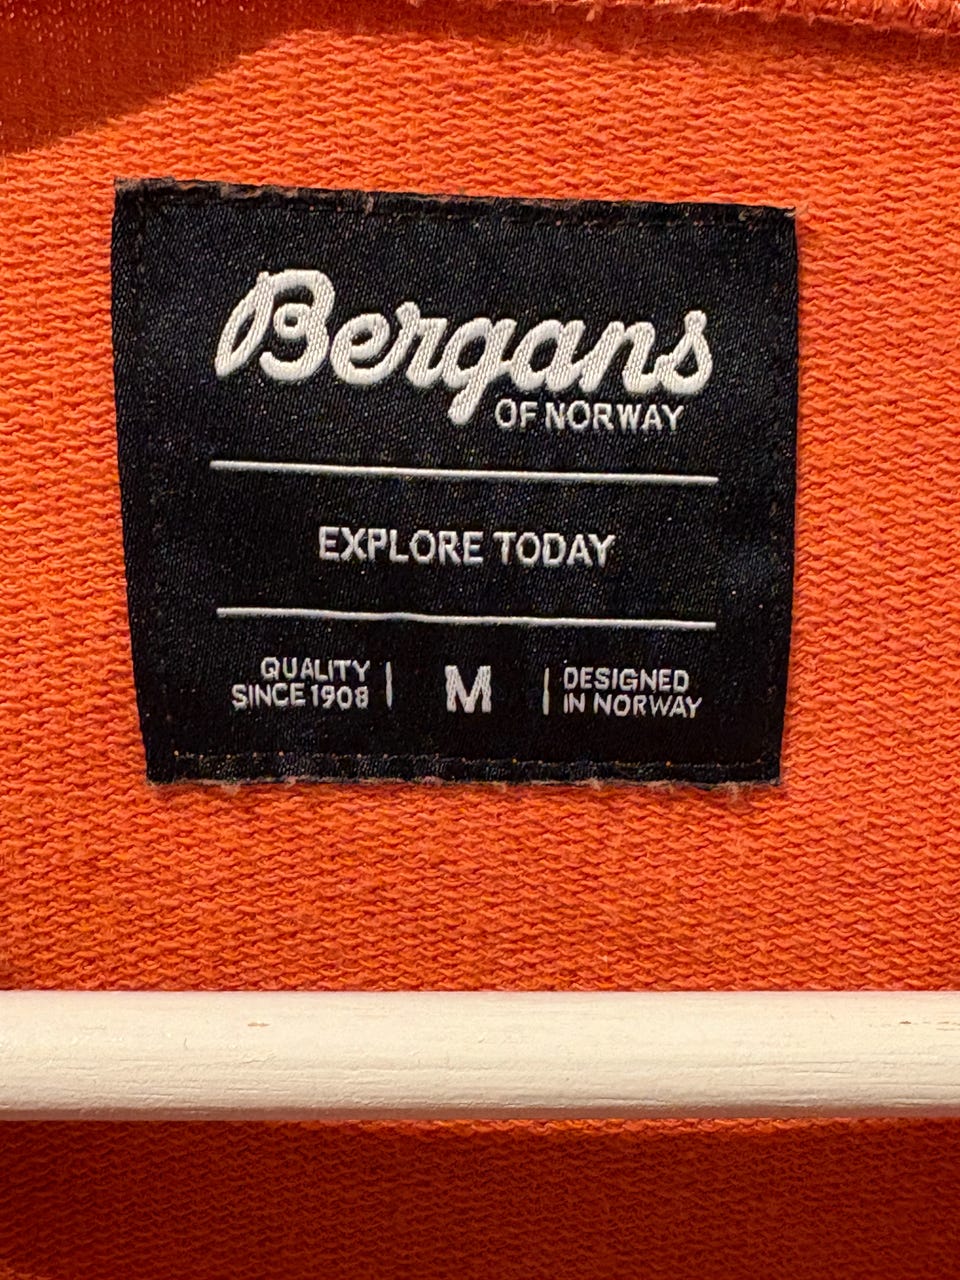 Bergans
OF NORWAY
EXPLORE TODAY
QUALITY
SINCE 1908
M
DESIGNED
IN NORWAY